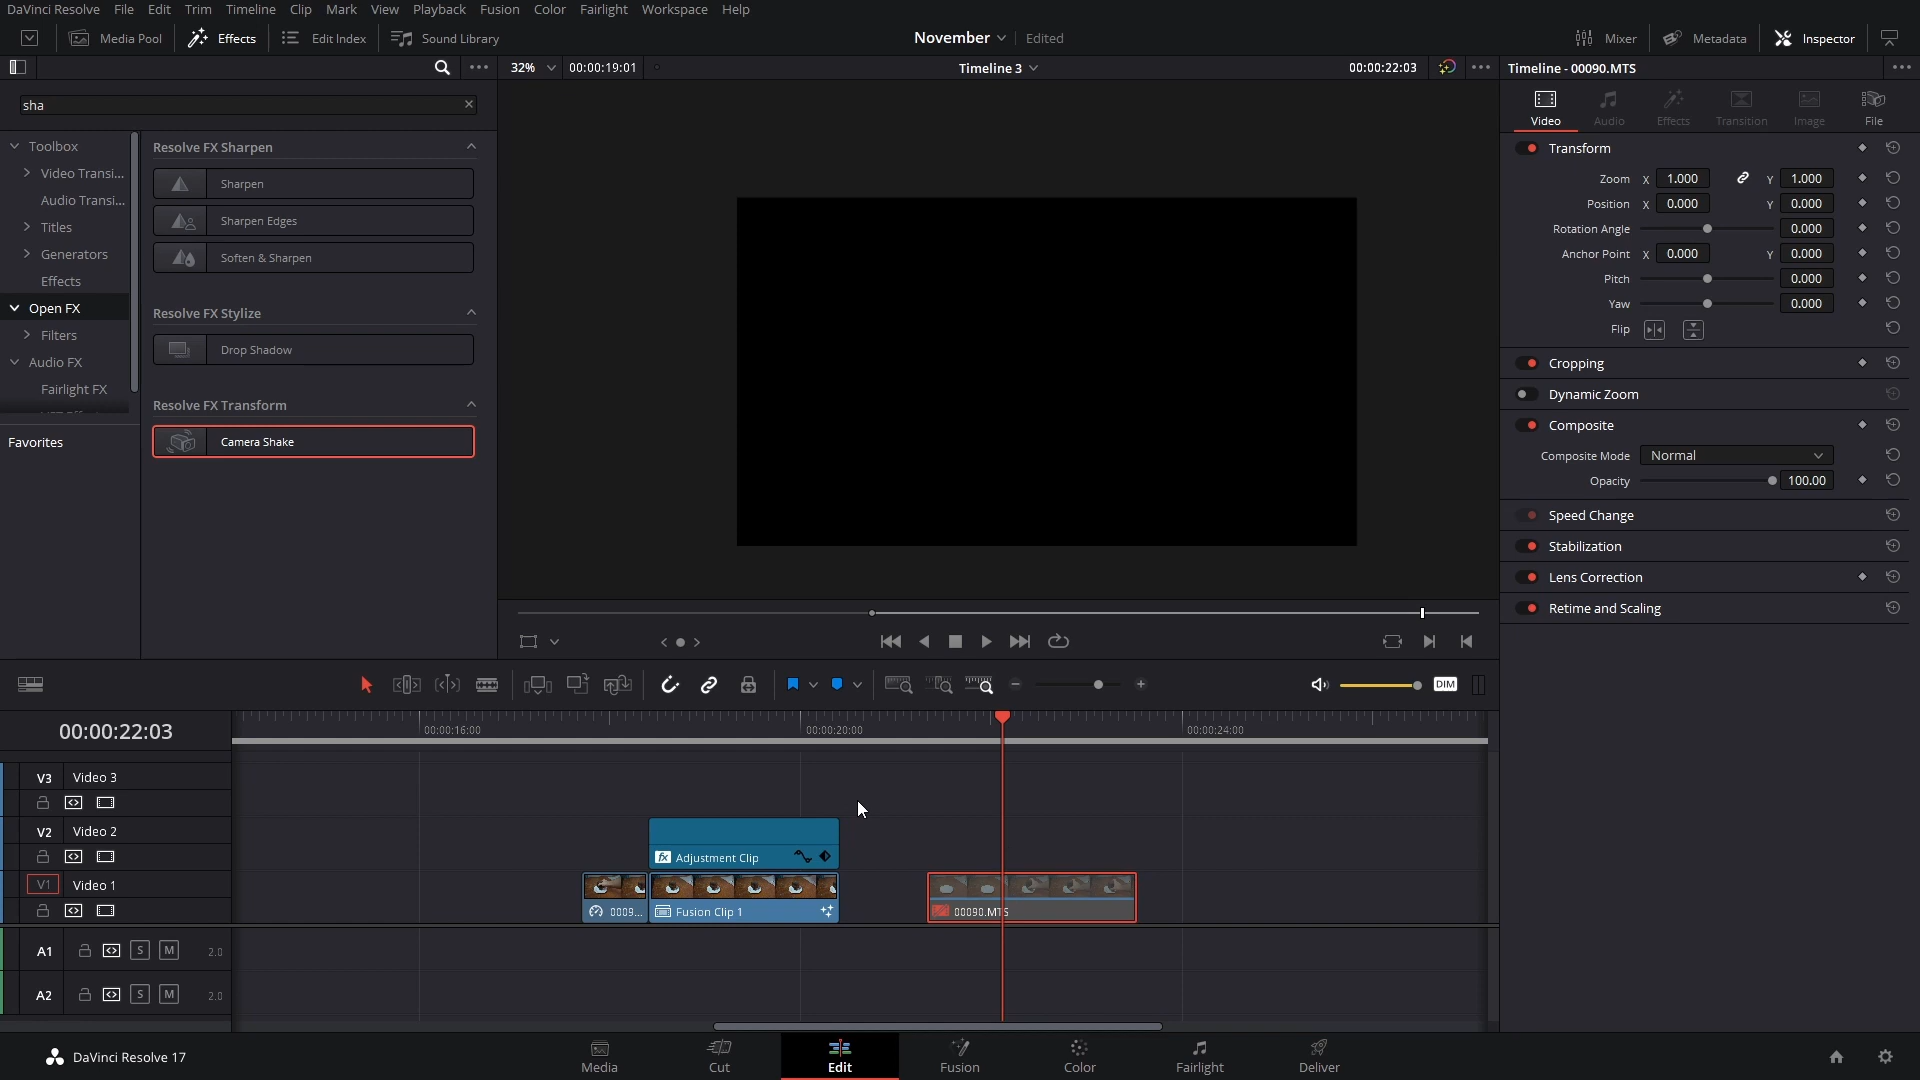 DaVinci Resolve File Edit Trim Timeline Clip Mark View Playback Fusion Color Fairlight Workspace Help
Media Pool Effects Edit Index Sound Library November Edited Mixer Metadata Inspector
32% 00:00:19:01 Timeline 3 00:00:22:03 Timeline - 00090.MTS
sha
Video Audio Effects Transition Image File
Toolbox
Video Transi...
Audio Transi...
Titles
Generators
Effects
Open FX
Filters
Audio FX
Fairlight FX
Favorites
Resolve FX Sharpen
Sharpen
Sharpen Edges
Soften & Sharpen
Resolve FX Stylize
Drop Shadow
Resolve FX Transform
Camera Shake
Transform
Zoom X 1.000 Y 1.000
Position X 0.000 Y 0.000
Rotation Angle 0.000
Anchor Point X 0.000 Y 0.000
Pitch 0.000
Yaw 0.000
Flip
Cropping
Dynamic Zoom
Composite
Composite Mode Normal
Opacity 100.00
Speed Change
Stabilization
Lens Correction
Retime and Scaling
DIM
00:00:22:03
00:00:16:00 00:00:20:00 00:00:24:00
V3 Video 3
V2 Video 2
fx Adjustment Clip
V1 Video 1
0009... Fusion Clip 1 00090.MTS
A1 S M 2.0
A2 S M 2.0
DaVinci Resolve 17
Media Cut Edit Fusion Color Fairlight Deliver